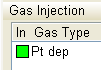 Gas Injection
In Gas Type
Pt dep